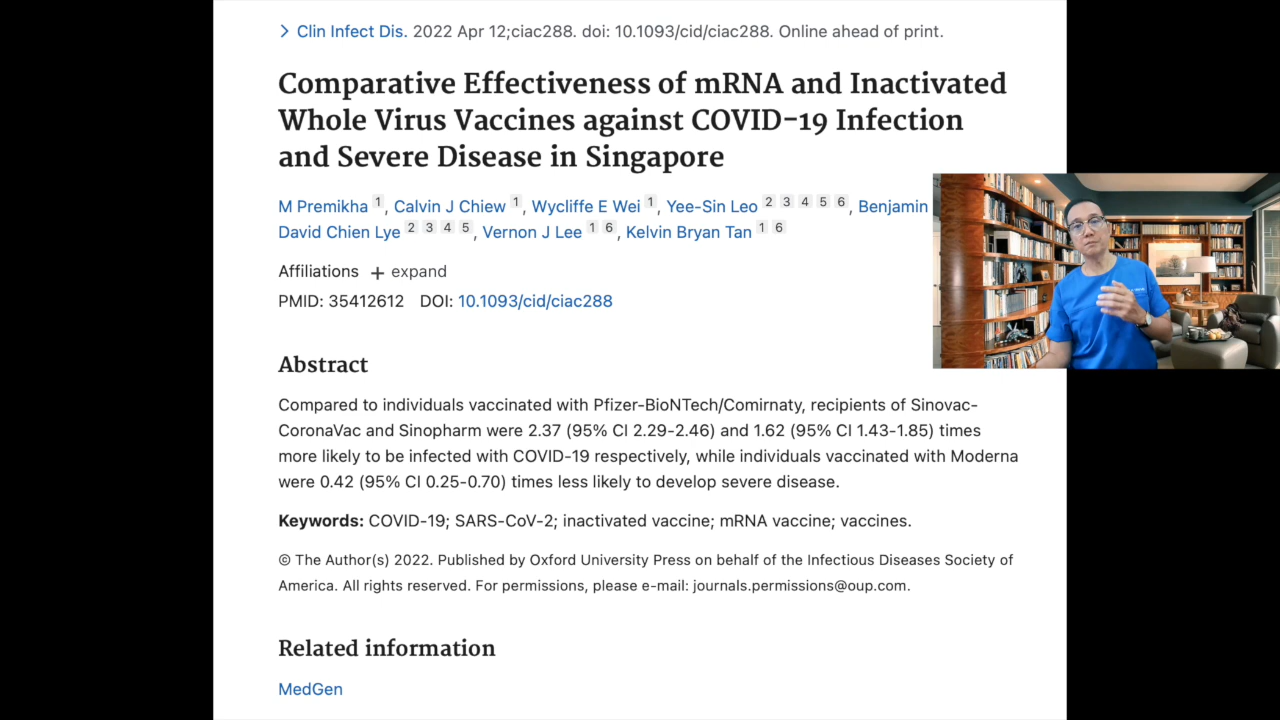 Clin Infect Dis. 2022 Apr 12;ciac288. doi: 10.1093/cid/ciac288. Online ahead of print.
Comparative Effectiveness of mRNA and Inactivated
Whole Virus Vaccines against COVID-19 Infection
and Severe Disease in Singapore
M Premikha 1, Calvin J Chiew 1, Wycliffe E Wei 1, Yee-Sin Leo 2 3 4 5 6, Benjamin
David Chien Lye 2 3 4 5, Vernon J Lee 1 6, Kelvin Bryan Tan 1 6
Affiliations + expand
PMID: 35412612 DOI: 10.1093/cid/ciac288
Abstract
Compared to individuals vaccinated with Pfizer-BioNTech/Comirnaty, recipients of Sinovac-
CoronaVac and Sinopharm were 2.37 (95% CI 2.29-2.46) and 1.62 (95% CI 1.43-1.85) times
more likely to be infected with COVID-19 respectively, while individuals vaccinated with Moderna
were 0.42 (95% CI 0.25-0.70) times less likely to develop severe disease.
Keywords: COVID-19; SARS-CoV-2; inactivated vaccine; mRNA vaccine; vaccines.
© The Author(s) 2022. Published by Oxford University Press on behalf of the Infectious Diseases Society of
America. All rights reserved. For permissions, please e-mail: journals.permissions@oup.com.
Related information
MedGen